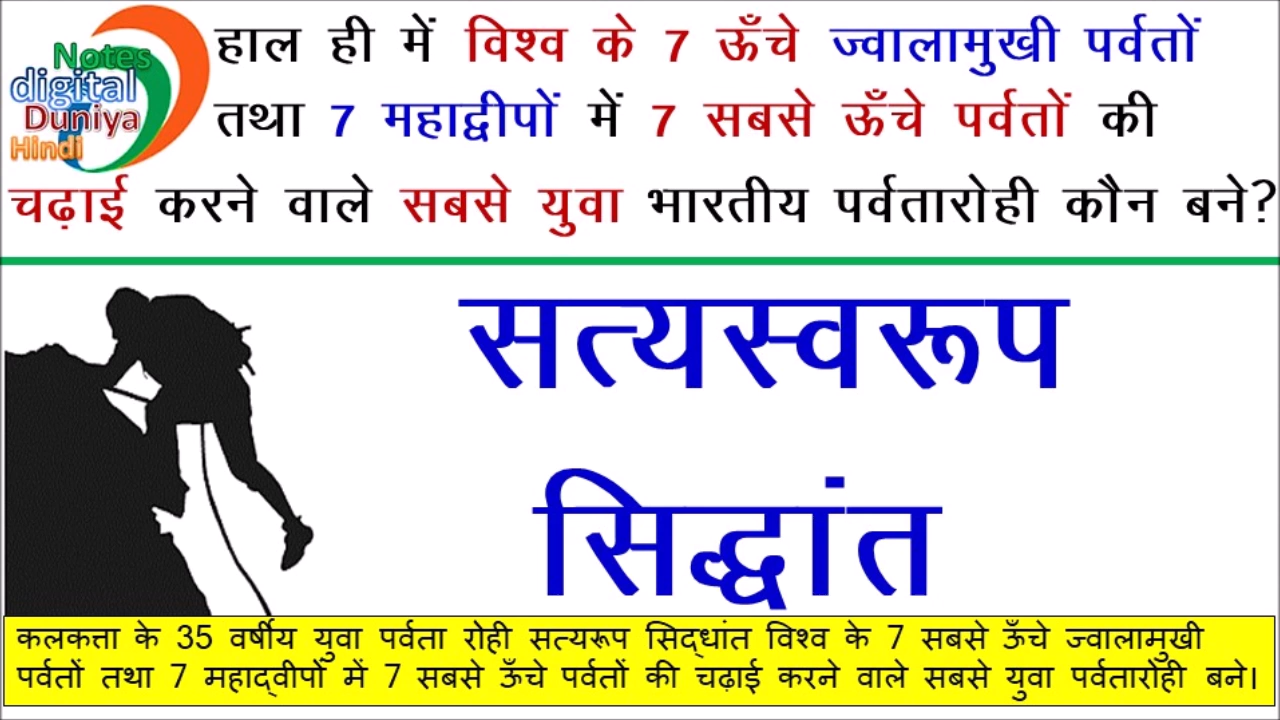 Notes
digital
Duniya
Hindi
हाल ही में विश्व के 7 ऊँचे ज्वालामुखी पर्वतों
तथा 7 महाद्वीपों में 7 सबसे ऊँचे पर्वतों की
चढ़ाई करने वाले सबसे युवा भारतीय पर्वतारोही कौन बने?
सत्यस्वरूप
सिद्धांत
कलकत्ता के 35 वर्षीय युवा पर्वता रोही सत्यरूप सिद्धांत विश्व के 7 सबसे ऊँचे ज्वालामुखी
पर्वतों तथा 7 महाद्वीपों में 7 सबसे ऊँचे पर्वतों की चढ़ाई करने वाले सबसे युवा पर्वतारोही बने।